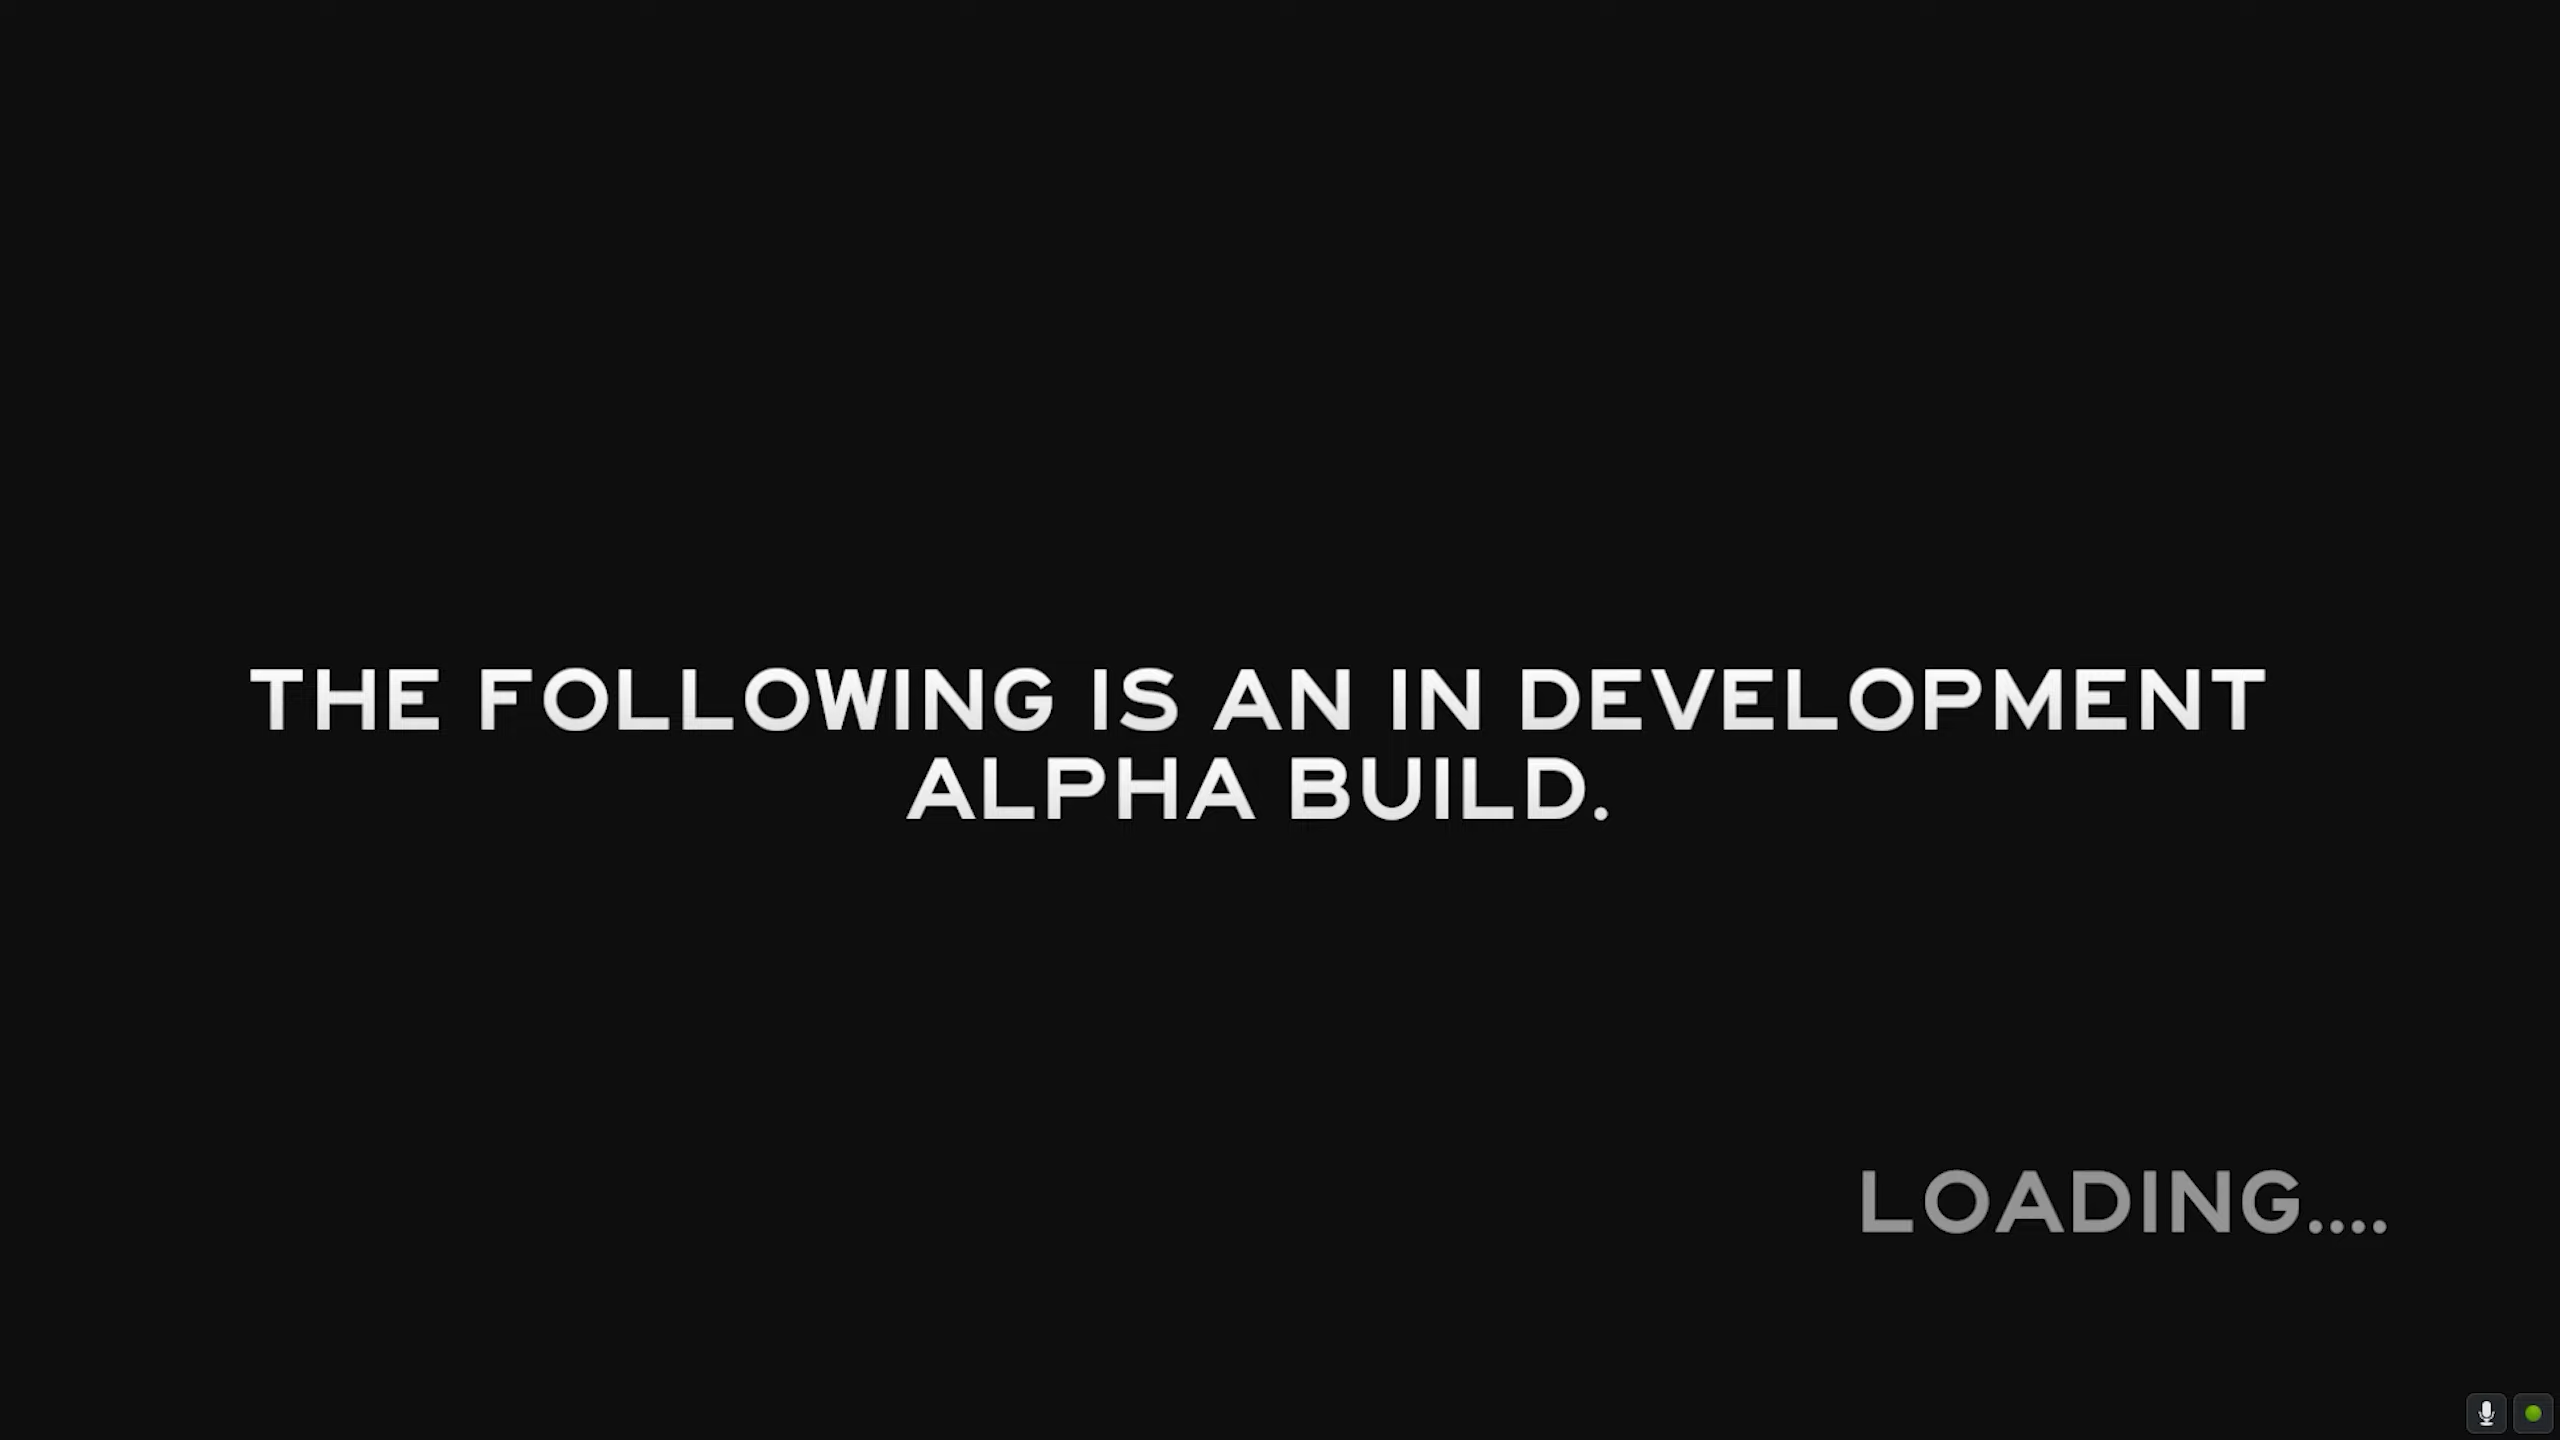 THE FOLLOWING IS AN IN DEVELOPMENT
ALPHA BUILD.
LOADING....